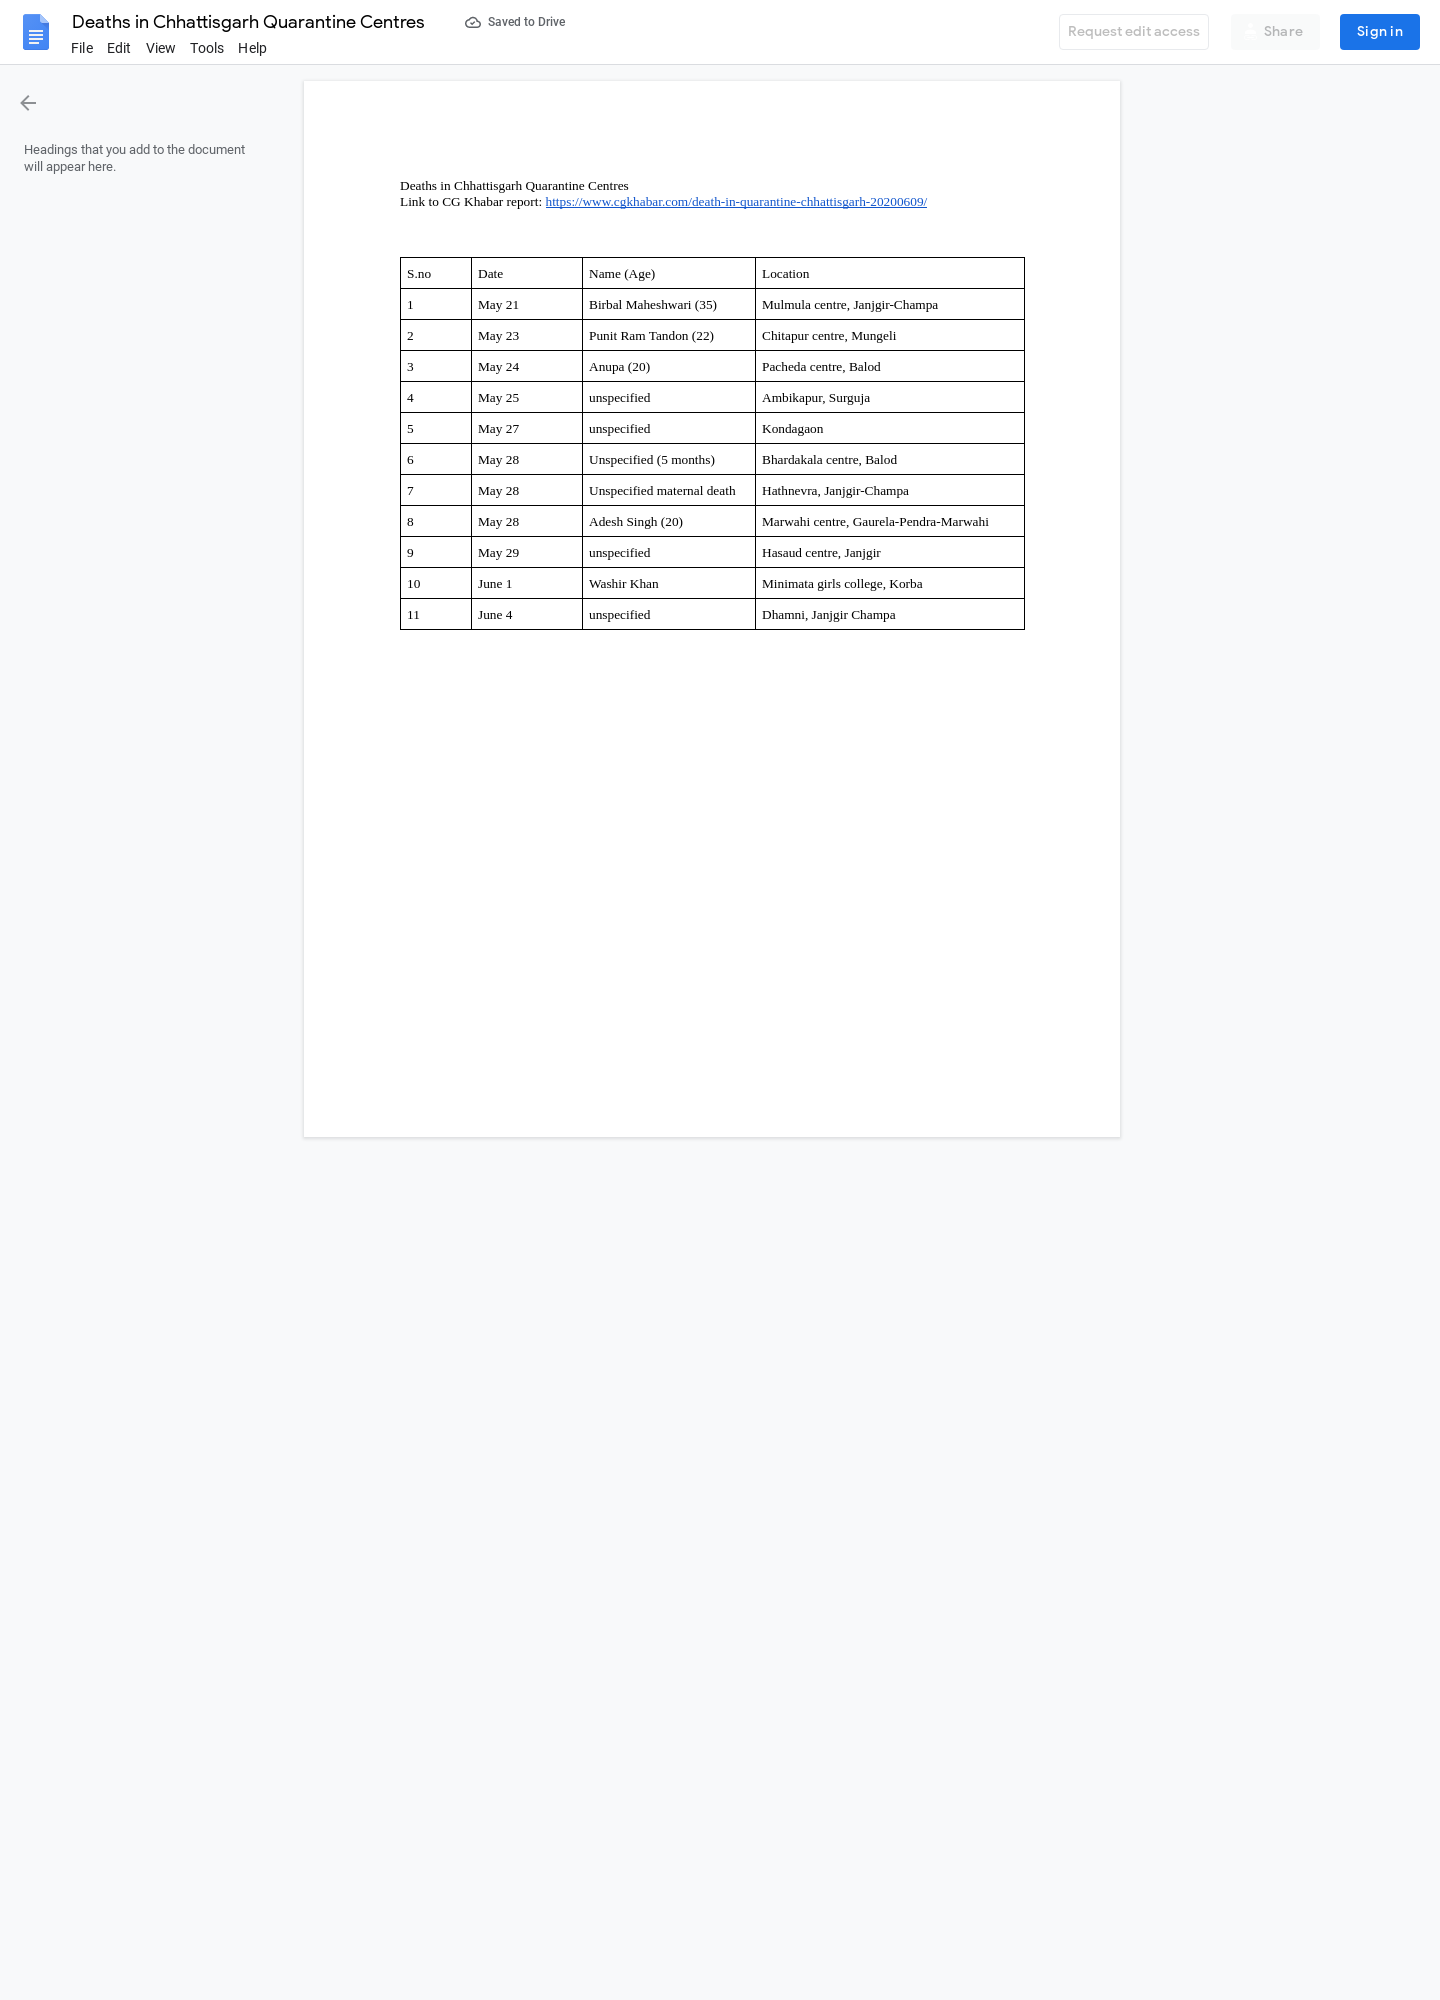 Deaths in Chhattisgarh Quarantine Centres
Saved to Drive
File Edit View Tools Help
Request edit access
Share
Sign in
Headings that you add to the document
will appear here.
Deaths in Chhattisgarh Quarantine Centres
Link to CG Khabar report: https://www.cgkhabar.com/death-in-quarantine-chhattisgarh-20200609/
S.no Date Name (Age) Location
1 May 21 Birbal Maheshwari (35) Mulmula centre, Janjgir-Champa
2 May 23 Punit Ram Tandon (22) Chitapur centre, Mungeli
3 May 24 Anupa (20) Pacheda centre, Balod
4 May 25 unspecified Ambikapur, Surguja
5 May 27 unspecified Kondagaon
6 May 28 Unspecified (5 months) Bhardakala centre, Balod
7 May 28 Unspecified maternal death Hathnevra, Janjgir-Champa
8 May 28 Adesh Singh (20) Marwahi centre, Gaurela-Pendra-Marwahi
9 May 29 unspecified Hasaud centre, Janjgir
10 June 1 Washir Khan Minimata girls college, Korba
11 June 4 unspecified Dhamni, Janjgir Champa